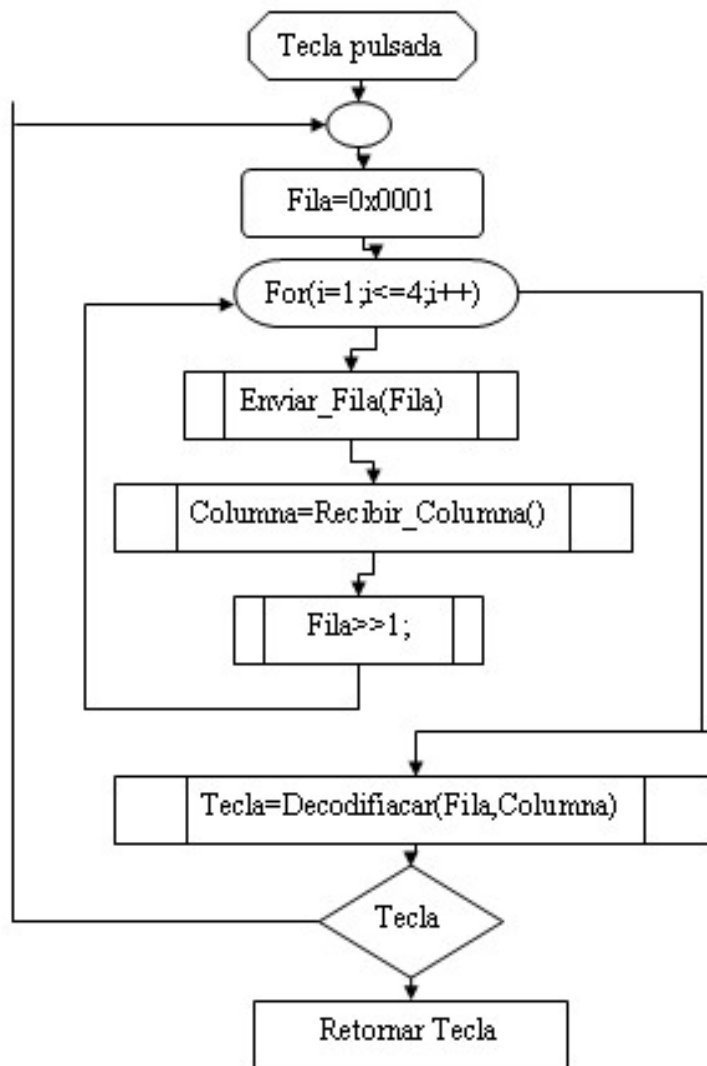 Tecla pulsada
Fila=0x0001
For(i=1;i<=4;i++)
Enviar_Fila(Fila)
Columna=Recibir_Columna()
Fila>>1;
Tecla=Decodifiacar(Fila,Columna)
Tecla
Retornar Tecla